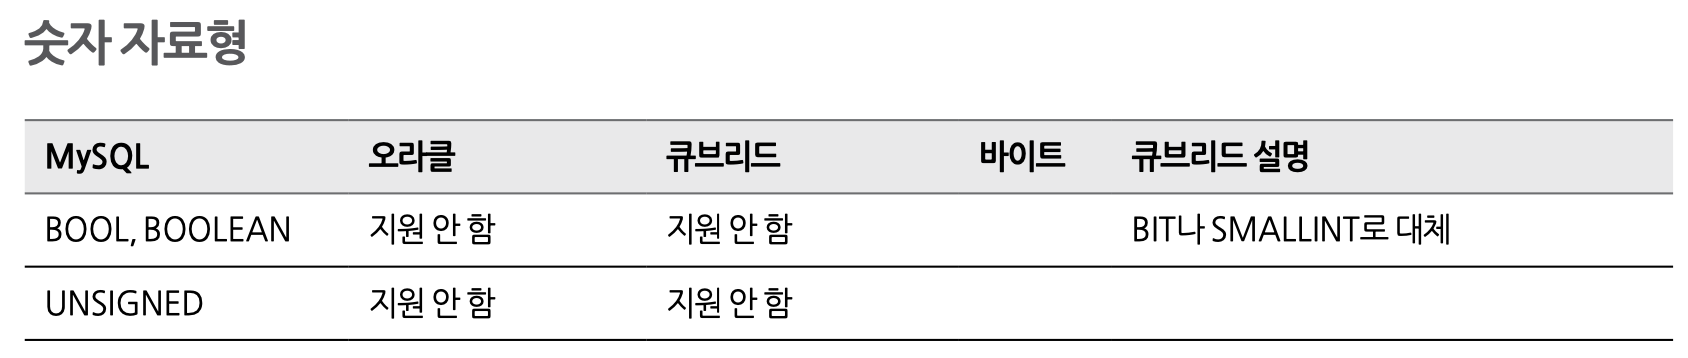 숫자 자료형
MySQL 오라클 큐브리드 바이트 큐브리드 설명
BOOL, BOOLEAN 지원 안 함 지원 안 함 BIT나 SMALLINT로 대체
UNSIGNED 지원 안 함 지원 안 함